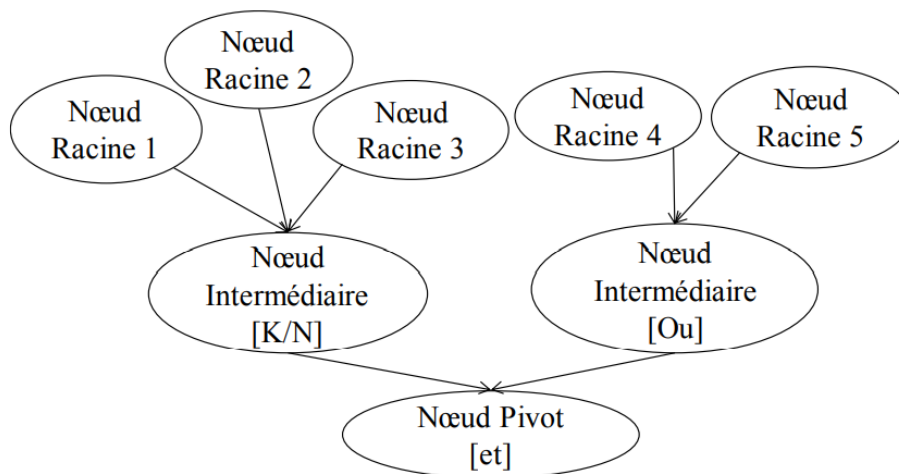 Nœud
Racine 1
Nœud
Racine 2
Nœud
Racine 3
Nœud
Racine 4
Nœud
Racine 5
Nœud
Intermédiaire
[K/N]
Nœud
Intermédiaire
[Ou]
Nœud Pivot
[et]